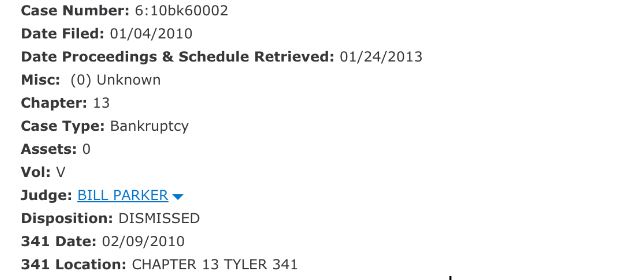 Case Number: 6:10bk60002
Date Filed: 01/04/2010
Date Proceedings & Schedule Retrieved: 01/24/2013
Misc: (0) Unknown
Chapter: 13
Case Type: Bankruptcy
Assets: 0
Vol: V
Judge: BILL PARKER
Disposition: DISMISSED
341 Date: 02/09/2010
341 Location: CHAPTER 13 TYLER 341